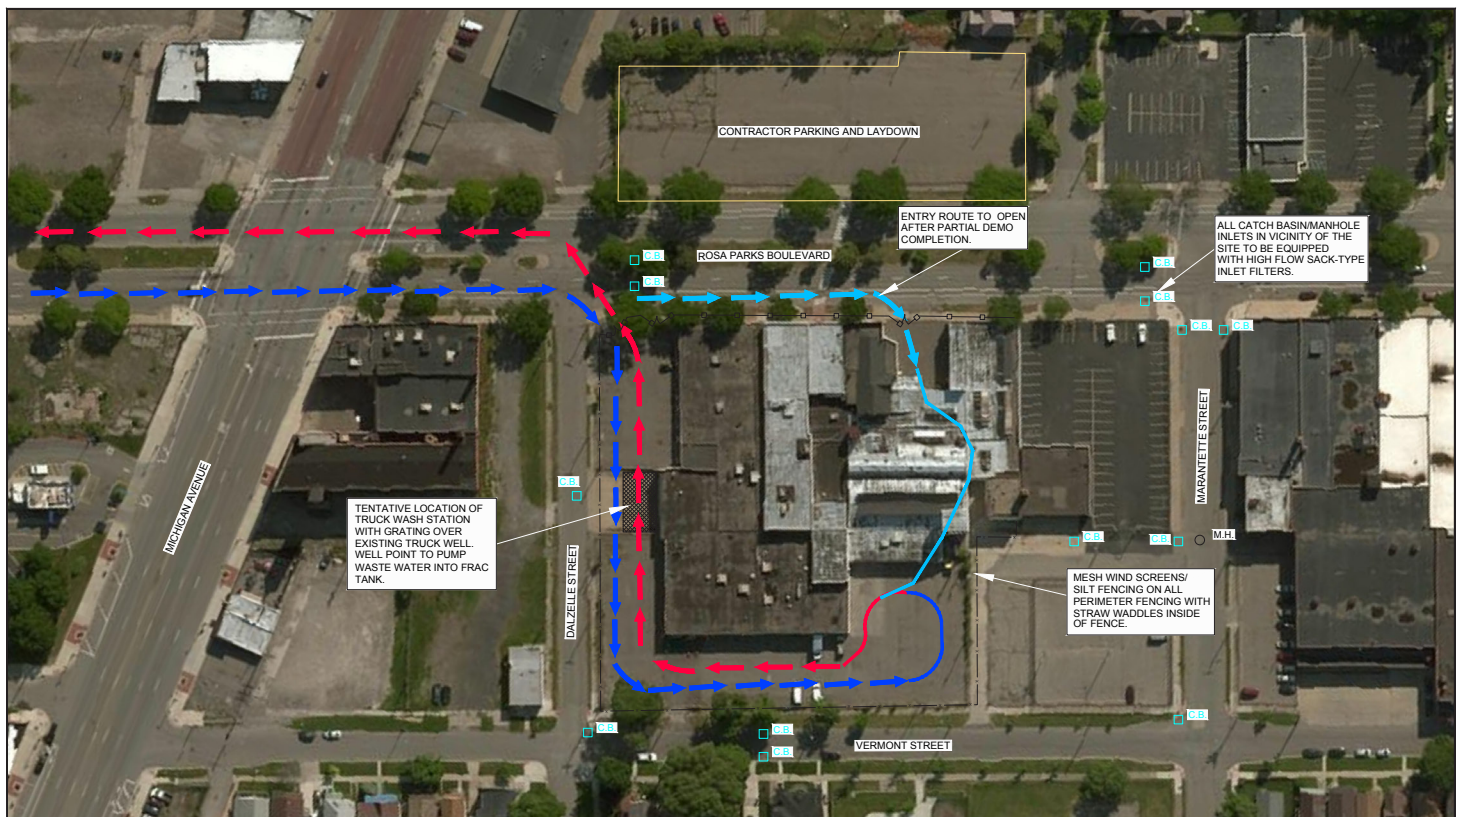 CONTRACTOR PARKING AND LAYDOWN
ENTRY ROUTE TO OPEN
AFTER PARTIAL DEMO
COMPLETION.
ALL CATCH BASIN/MANHOLE
INLETS IN VICINITY OF THE
SITE TO BE EQUIPPED
WITH HIGH FLOW SACK-TYPE
INLET FILTERS.
C.B.
ROSA PARKS BOULEVARD
C.B.
C.B.
C.B.
C.B.
C.B.
MARANTETTE STREET
MICHIGAN AVENUE
C.B.
TENTATIVE LOCATION OF
TRUCK WASH STATION
WITH GRATING OVER
EXISTING TRUCK WELL.
WELL POINT TO PUMP
WASTE WATER INTO FRAC
TANK.
DALZELLE STREET
C.B.
C.B.
M.H.
MESH WIND SCREENS/
SILT FENCING ON ALL
PERIMETER FENCING WITH
STRAW WADDLES INSIDE
OF FENCE.
C.B.
C.B.
C.B.
C.B.
VERMONT STREET